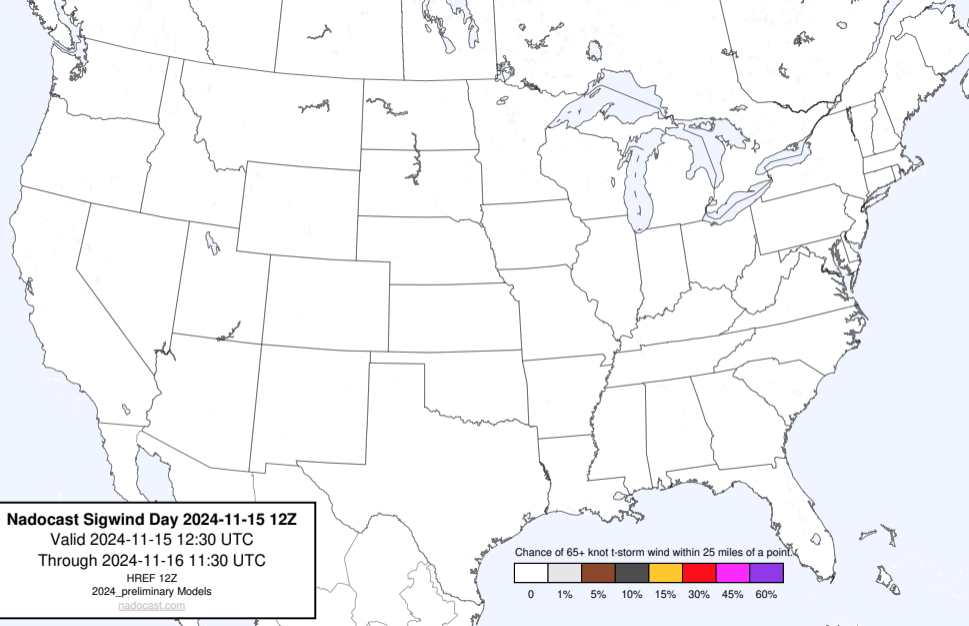 Nadocast Sigwind Day 2024-11-15 12Z
Valid 2024-11-15 12:30 UTC
Through 2024-11-16 11:30 UTC
HREF 12Z
2024_preliminary Models
nadocast.com
Chance of 65+ knot t-storm wind within 25 miles of a point.
0 1% 5% 10% 15% 30% 45% 60%